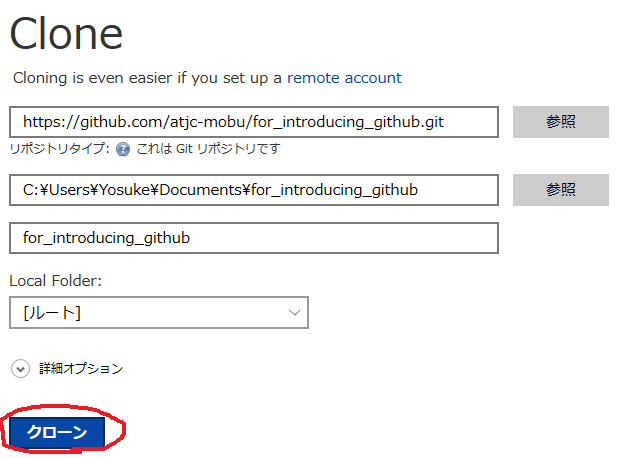 Clone
Cloning is even easier if you set up a remote account
https://github.com/atjc-mobu/for_introducing_github.git 参照
リポジトリタイプ: ? これは Git リポジトリです
C:¥Users¥Yosuke¥Documents¥for_introducing_github 参照
for_introducing_github
Local Folder:
[ルート]
詳細オプション
クローン